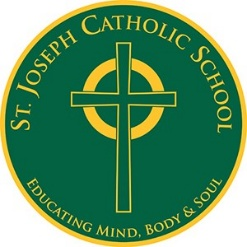 St. Joseph Catholic School
Educating Mind, Body & Soul